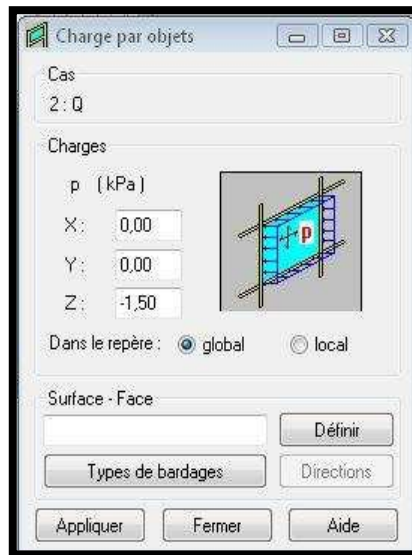 Charge par objets
Cas
2 : Q
Charges
p (kPa)
X : 0,00
Y : 0,00
Z : -1,50
p
Dans le repère : global local
Surface - Face
Définir
Types de bardages Directions
Appliquer Fermer Aide